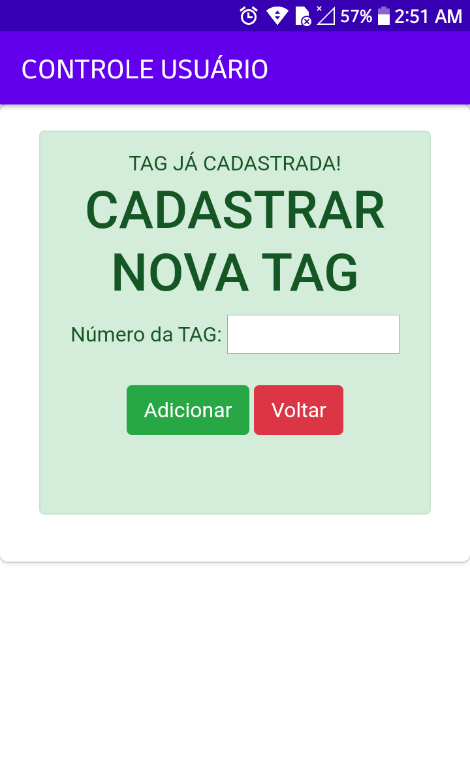 57% 2:51 AM
CONTROLE USUÁRIO
TAG JÁ CADASTRADA!
CADASTRAR
NOVA TAG
Número da TAG:
Adicionar Voltar